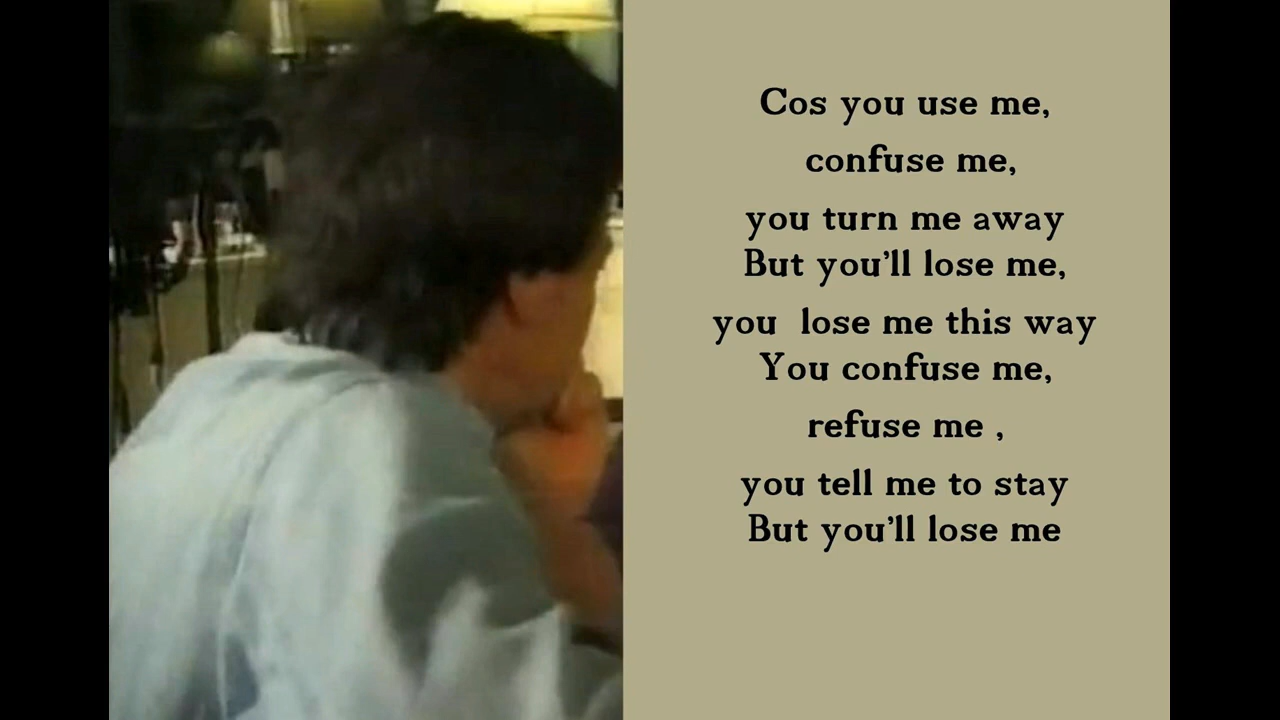 Cos you use me,
confuse me,
you turn me away
But you'll lose me,
you  lose me this way
You confuse me,
refuse me ,
you tell me to stay
But you'll lose me